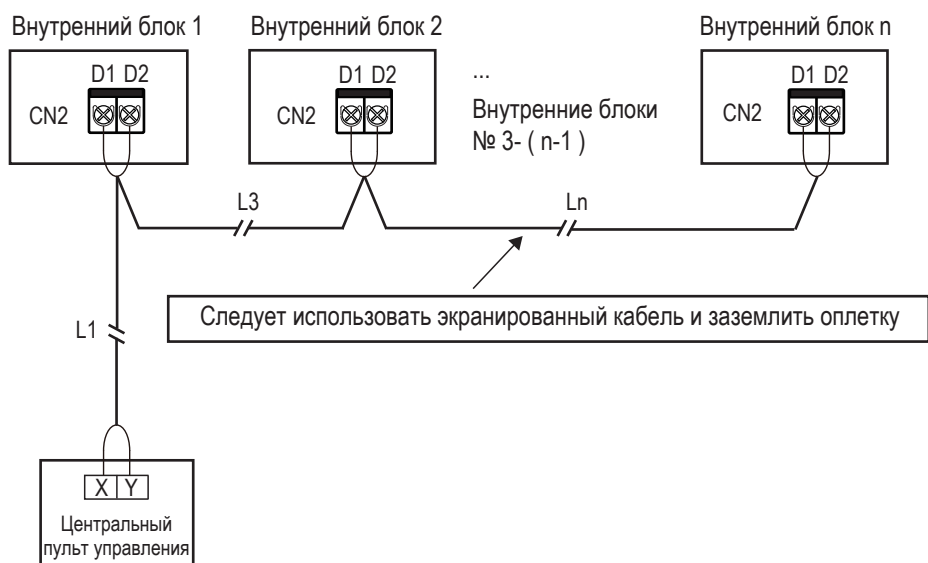 Внутренний блок 1
Внутренний блок 2
Внутренний блок n
D1 D2
D1 D2
...
D1 D2
CN2
CN2
CN2
Внутренние блоки
№ 3- ( n-1 )
L3
Ln
Следует использовать экранированный кабель и заземлить оплетку
L1
X Y
Центральный
пульт управления